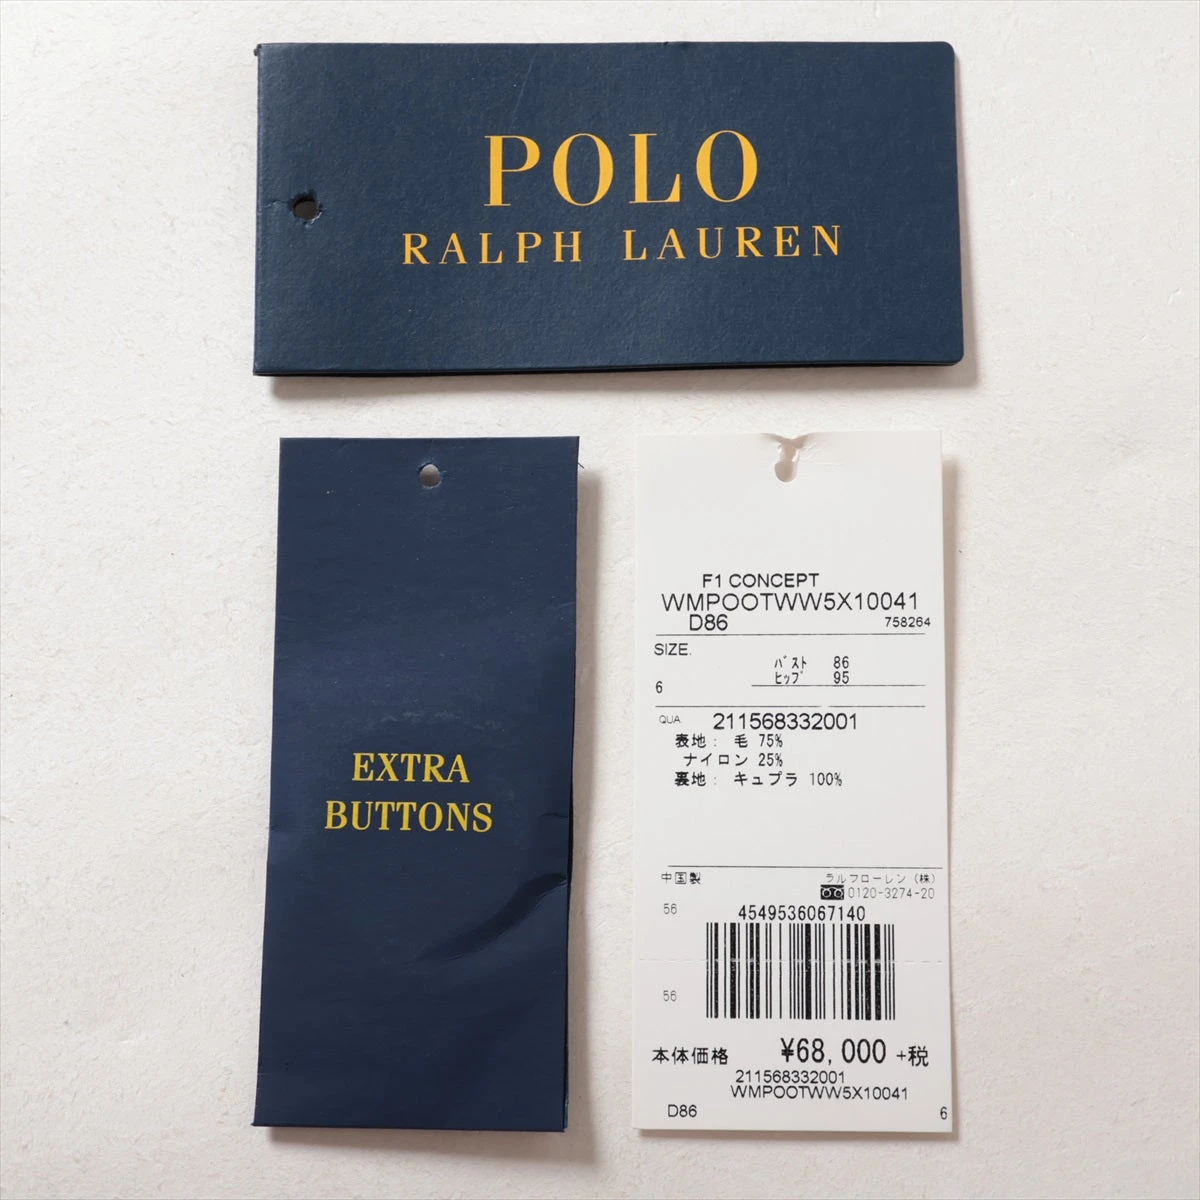 POLO
RALPH LAUREN
EXTRA
BUTTONS
F1 CONCEPT
WMPOOTWW5X10041
D86 758264
SIZE.
バスト 86
ヒップ 95
6
QUA 211568332001
表地： 毛 75%
ナイロン 25%
裏地： キュプラ 100%
中国製 ラルフローレン（株）
0120-3274-20
56 4549536067140
56
本体価格 ¥68,000 +税
211568332001
WMPOOTWW5X10041
D86 6